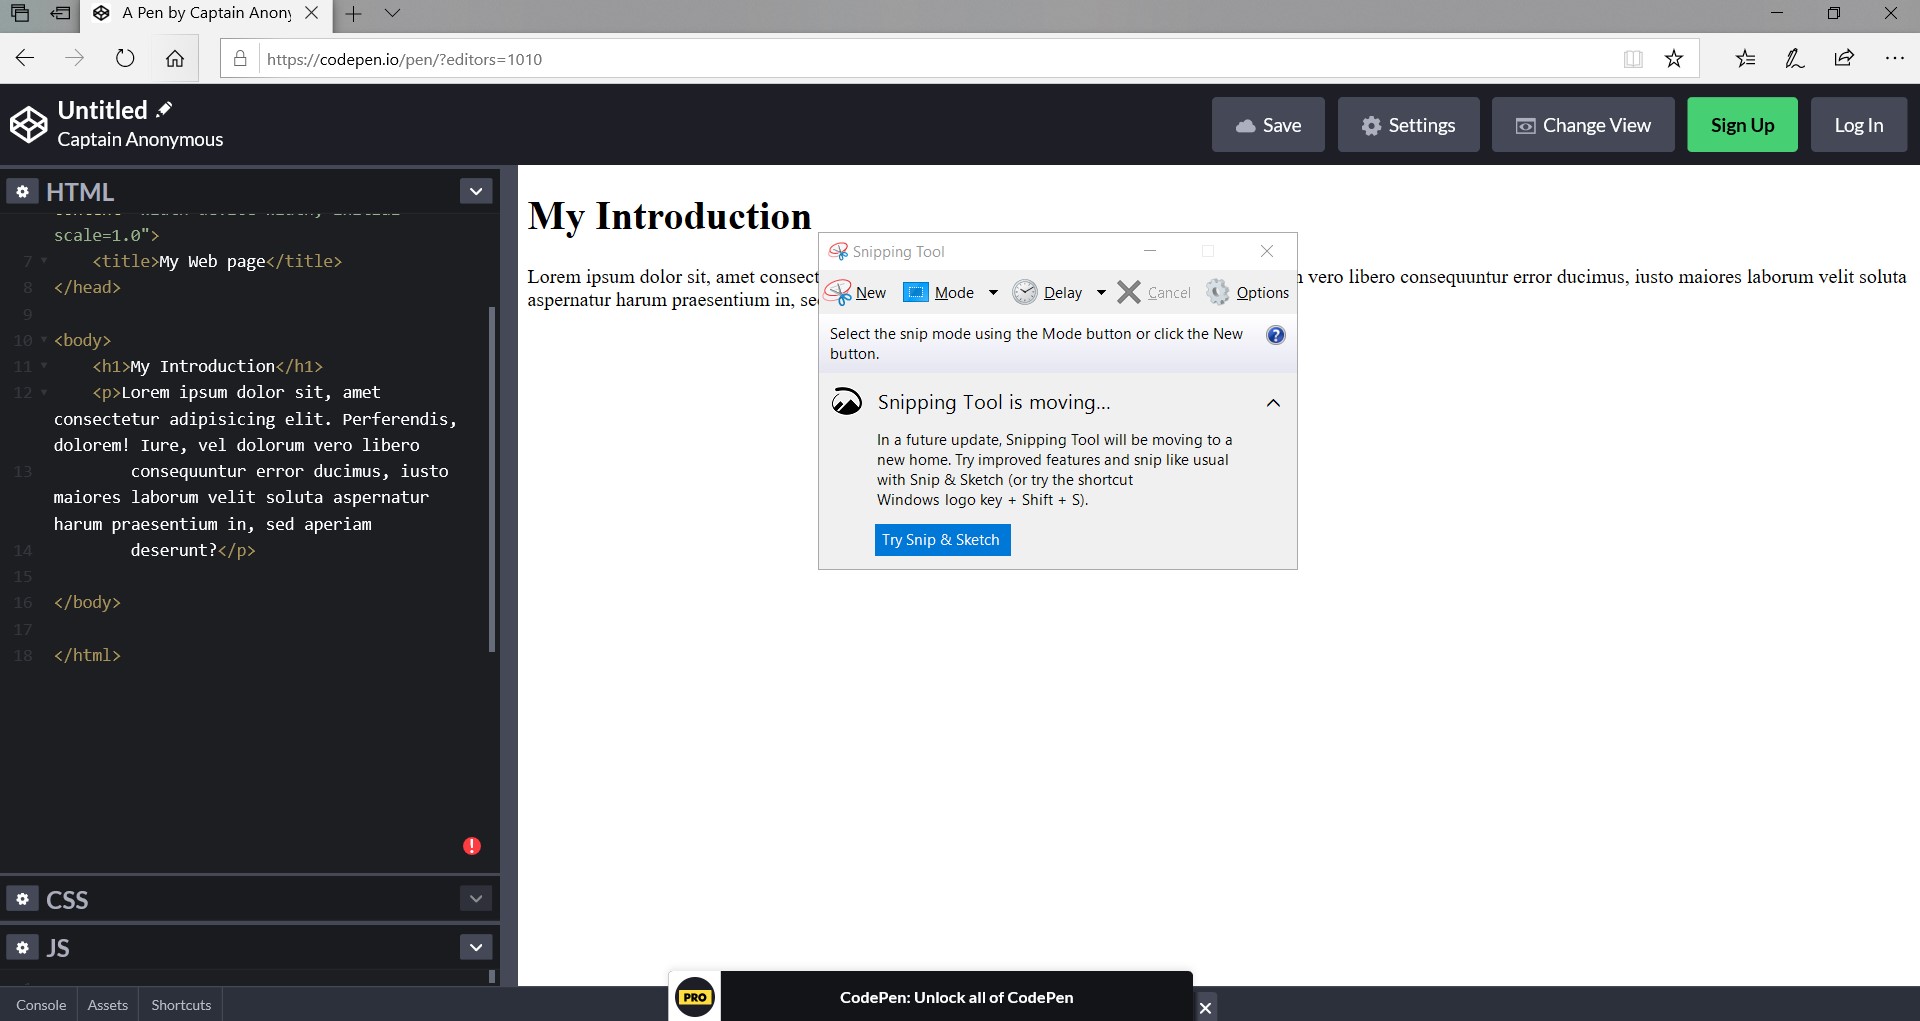 A Pen by Captain Anony
https://codepen.io/pen/?editors=1010
Untitled
Captain Anonymous
Save
Settings
Change View
Sign Up
Log In
HTML
scale=1.0">
7 <title>My Web page</title>
8 </head>
9
10 <body>
11 <h1>My Introduction</h1>
12 <p>Lorem ipsum dolor sit, amet
consectetur adipisicing elit. Perferendis,
dolorem! Iure, vel dolorum vero libero
13 consequuntur error ducimus, iusto
maiores laborum velit soluta aspernatur
harum praesentium in, sed aperiam
14 deserunt?</p>
15
16 </body>
17
18 </html>
CSS
JS
Console
Assets
Shortcuts
My Introduction
Lorem ipsum dolor sit, amet consect
vero libero consequuntur error ducimus, iusto maiores laborum velit soluta
aspernatur harum praesentium in, se
Snipping Tool
New Mode Delay Cancel Options
Select the snip mode using the Mode button or click the New
button.
?
Snipping Tool is moving...
In a future update, Snipping Tool will be moving to a
new home. Try improved features and snip like usual
with Snip & Sketch (or try the shortcut
Windows logo key + Shift + S).
Try Snip & Sketch
PRO
CodePen: Unlock all of CodePen